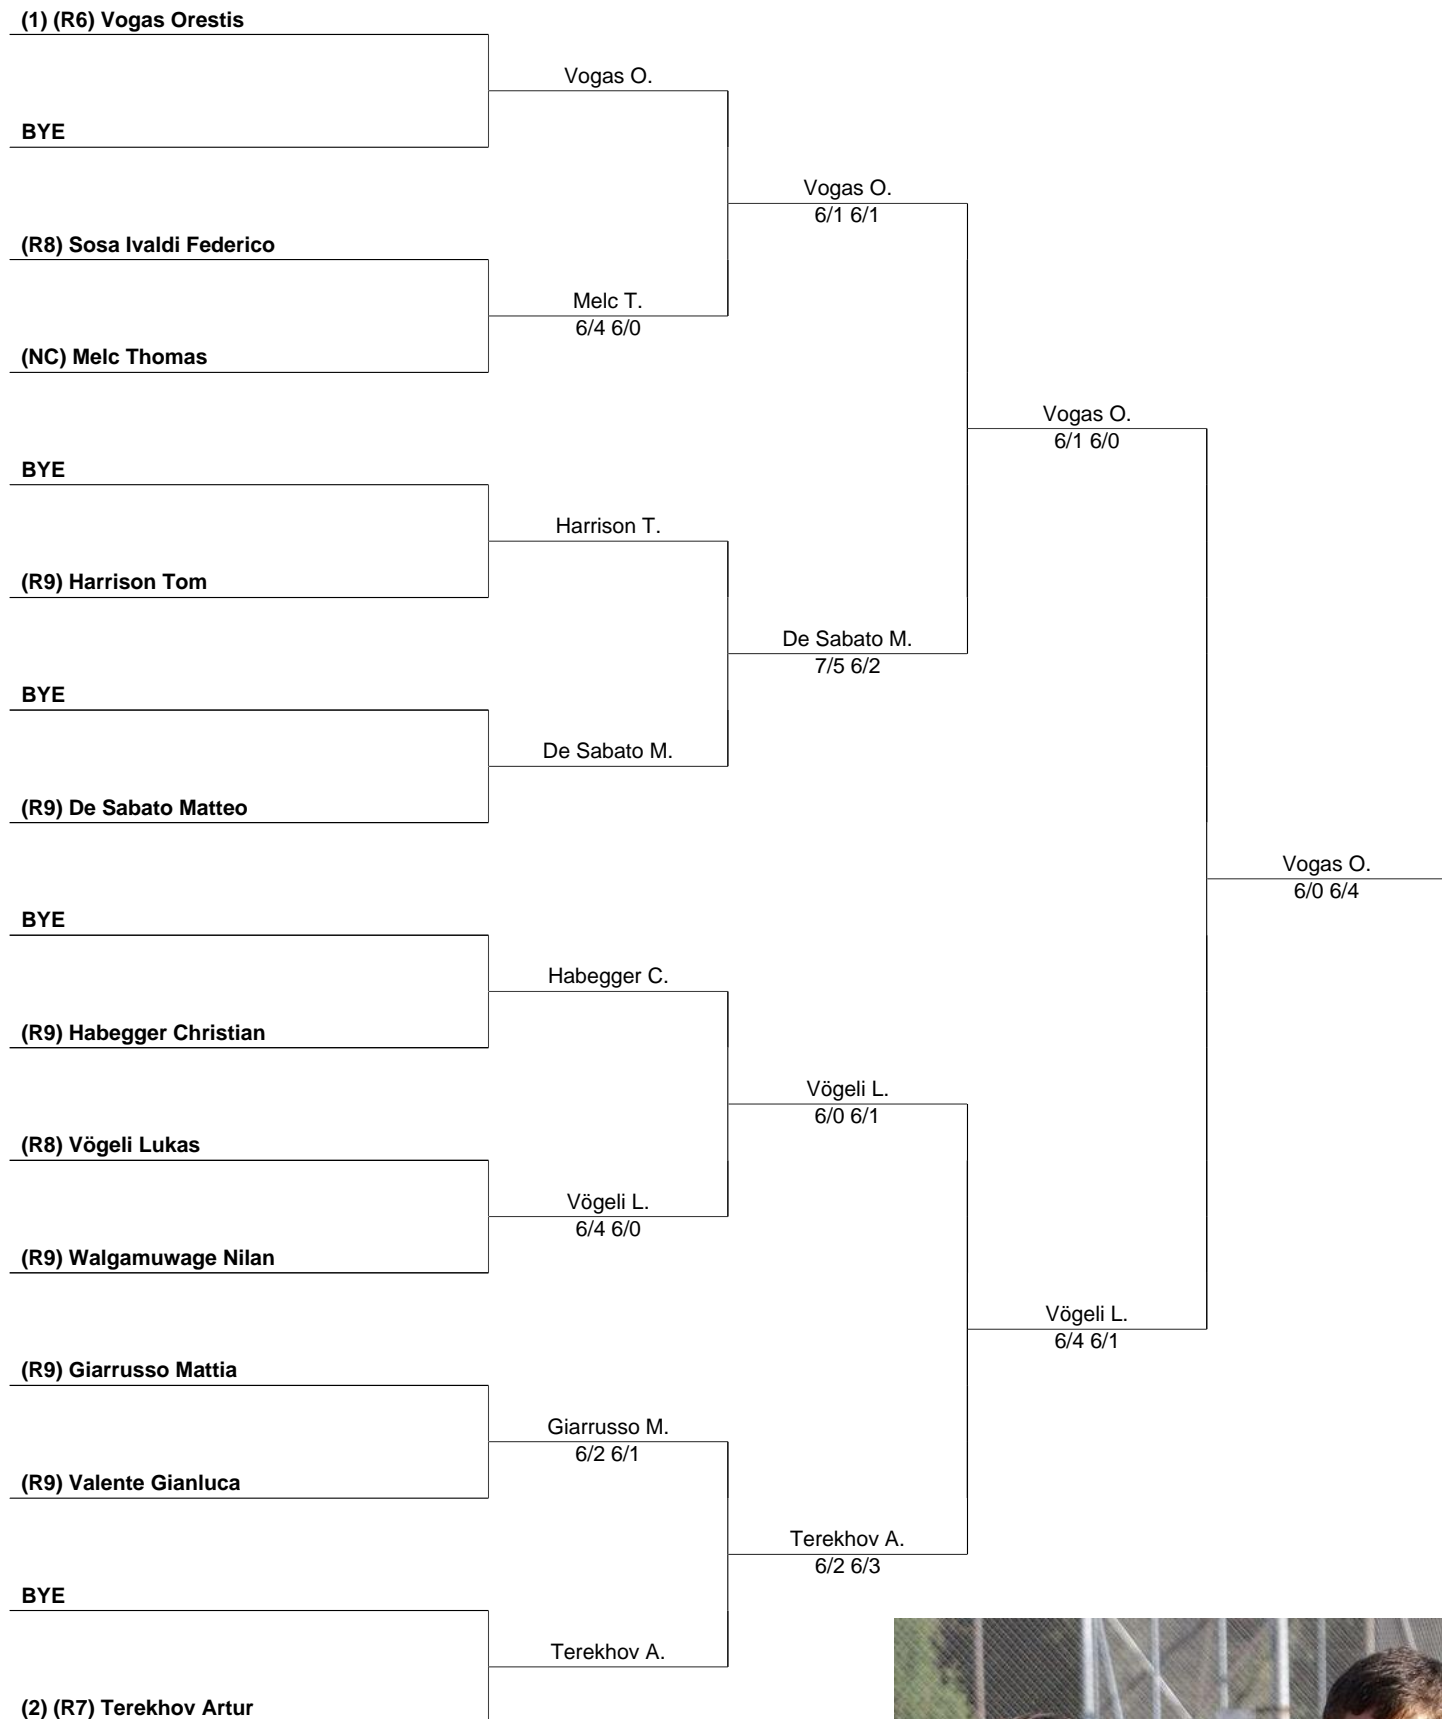 (1) (R6) Vogas Orestis
Vogas O.
BYE
Vogas O.
6/1 6/1
(R8) Sosa Ivaldi Federico
Melc T.
6/4 6/0
(NC) Melc Thomas
Vogas O.
6/1 6/0
BYE
Harrison T.
(R9) Harrison Tom
De Sabato M.
7/5 6/2
BYE
De Sabato M.
(R9) De Sabato Matteo
Vogas O.
6/0 6/4
BYE
Habegger C.
(R9) Habegger Christian
Vögeli L.
6/0 6/1
(R8) Vögeli Lukas
Vögeli L.
6/4 6/0
(R9) Walgamuwage Nilan
Vögeli L.
6/4 6/1
(R9) Giarrusso Mattia
Giarrusso M.
6/2 6/1
(R9) Valente Gianluca
Terekhov A.
6/2 6/3
BYE
Terekhov A.
(2) (R7) Terekhov Artur